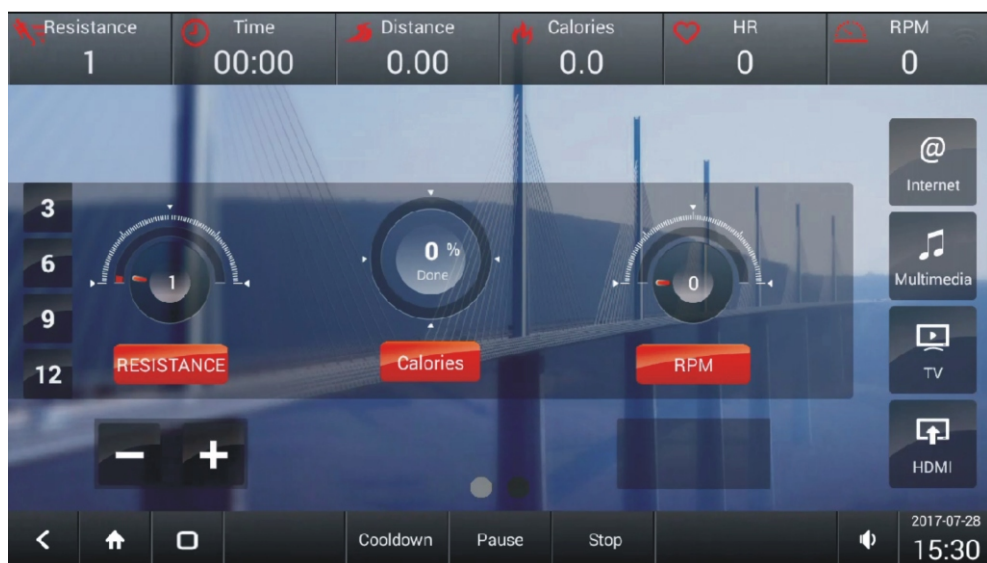 Resistance
1
Time
00:00
Distance
0.00
Calories
0.0
HR
0
RPM
0
@
Internet
Multimedia
TV
HDMI
3
6
9
12
1
RESISTANCE
0 %
Done
Calories
0
RPM
− +
Cooldown
Pause
Stop
2017-07-28
15:30